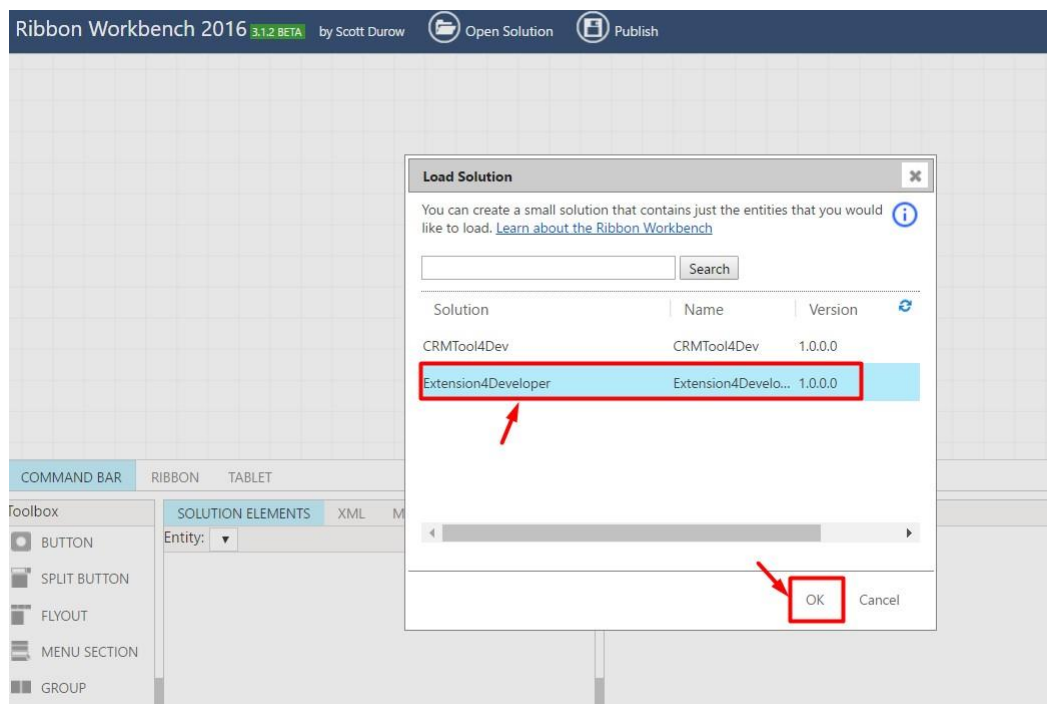 Ribbon Workbench 2016 3.1.2 BETA by Scott Durow Open Solution Publish
Load Solution
You can create a small solution that contains just the entities that you would
like to load. Learn about the Ribbon Workbench
Search
Solution Name Version
CRMTool4Dev CRMTool4Dev 1.0.0.0
Extension4Developer Extension4Develo... 1.0.0.0
OK Cancel
COMMAND BAR RIBBON TABLET
Toolbox SOLUTION ELEMENTS XML M
Entity:
BUTTON
SPLIT BUTTON
FLYOUT
MENU SECTION
GROUP